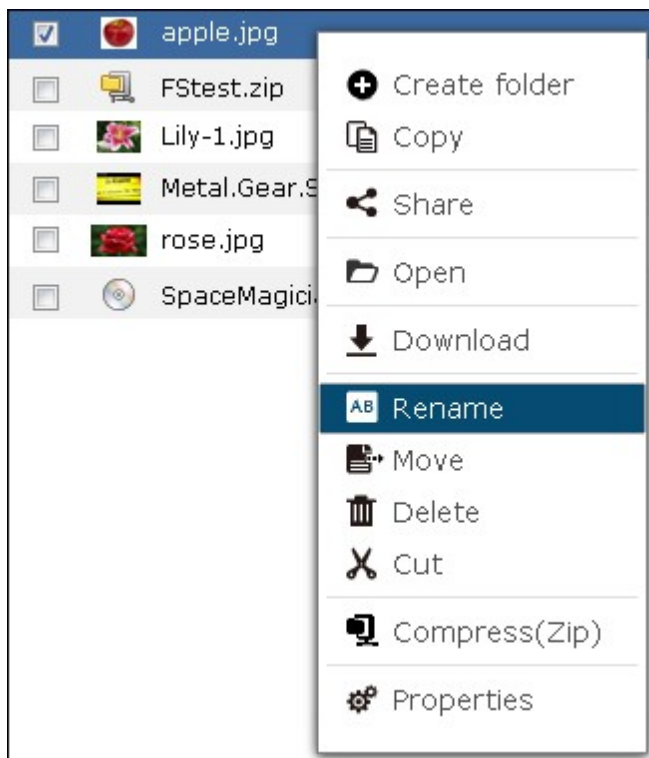 apple.jpg
FStest.zip
Lily-1.jpg
Metal.Gear.S
rose.jpg
SpaceMagici
Create folder
Copy
Share
Open
Download
AB Rename
Move
Delete
Cut
Compress(Zip)
Properties